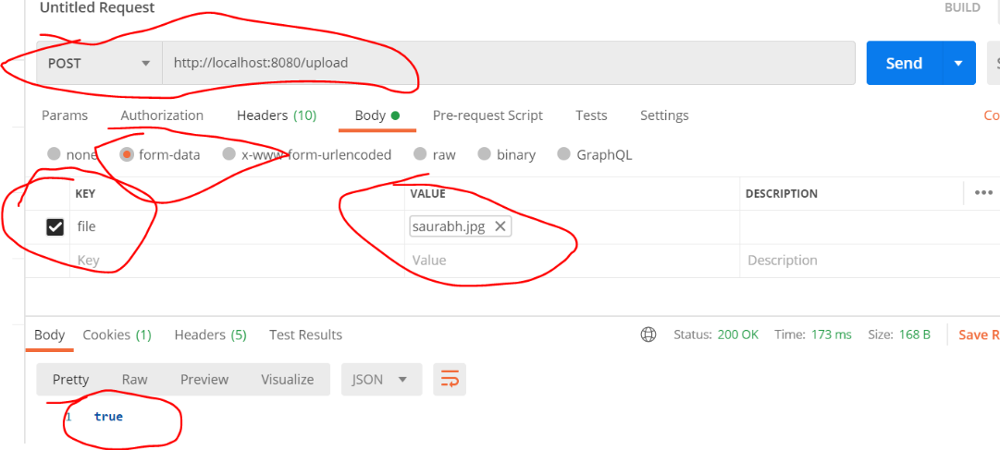 Untitled Request BUILD
POST http://localhost:8080/upload Send
Params Authorization Headers (10) Body Pre-request Script Tests Settings Co
none form-data x-www-form-urlencoded raw binary GraphQL
KEY VALUE DESCRIPTION •••
file saurabh.jpg ×
Key Value Description
Body Cookies (1) Headers (5) Test Results Status: 200 OK Time: 173 ms Size: 168 B Save R
Pretty Raw Preview Visualize JSON
1 true